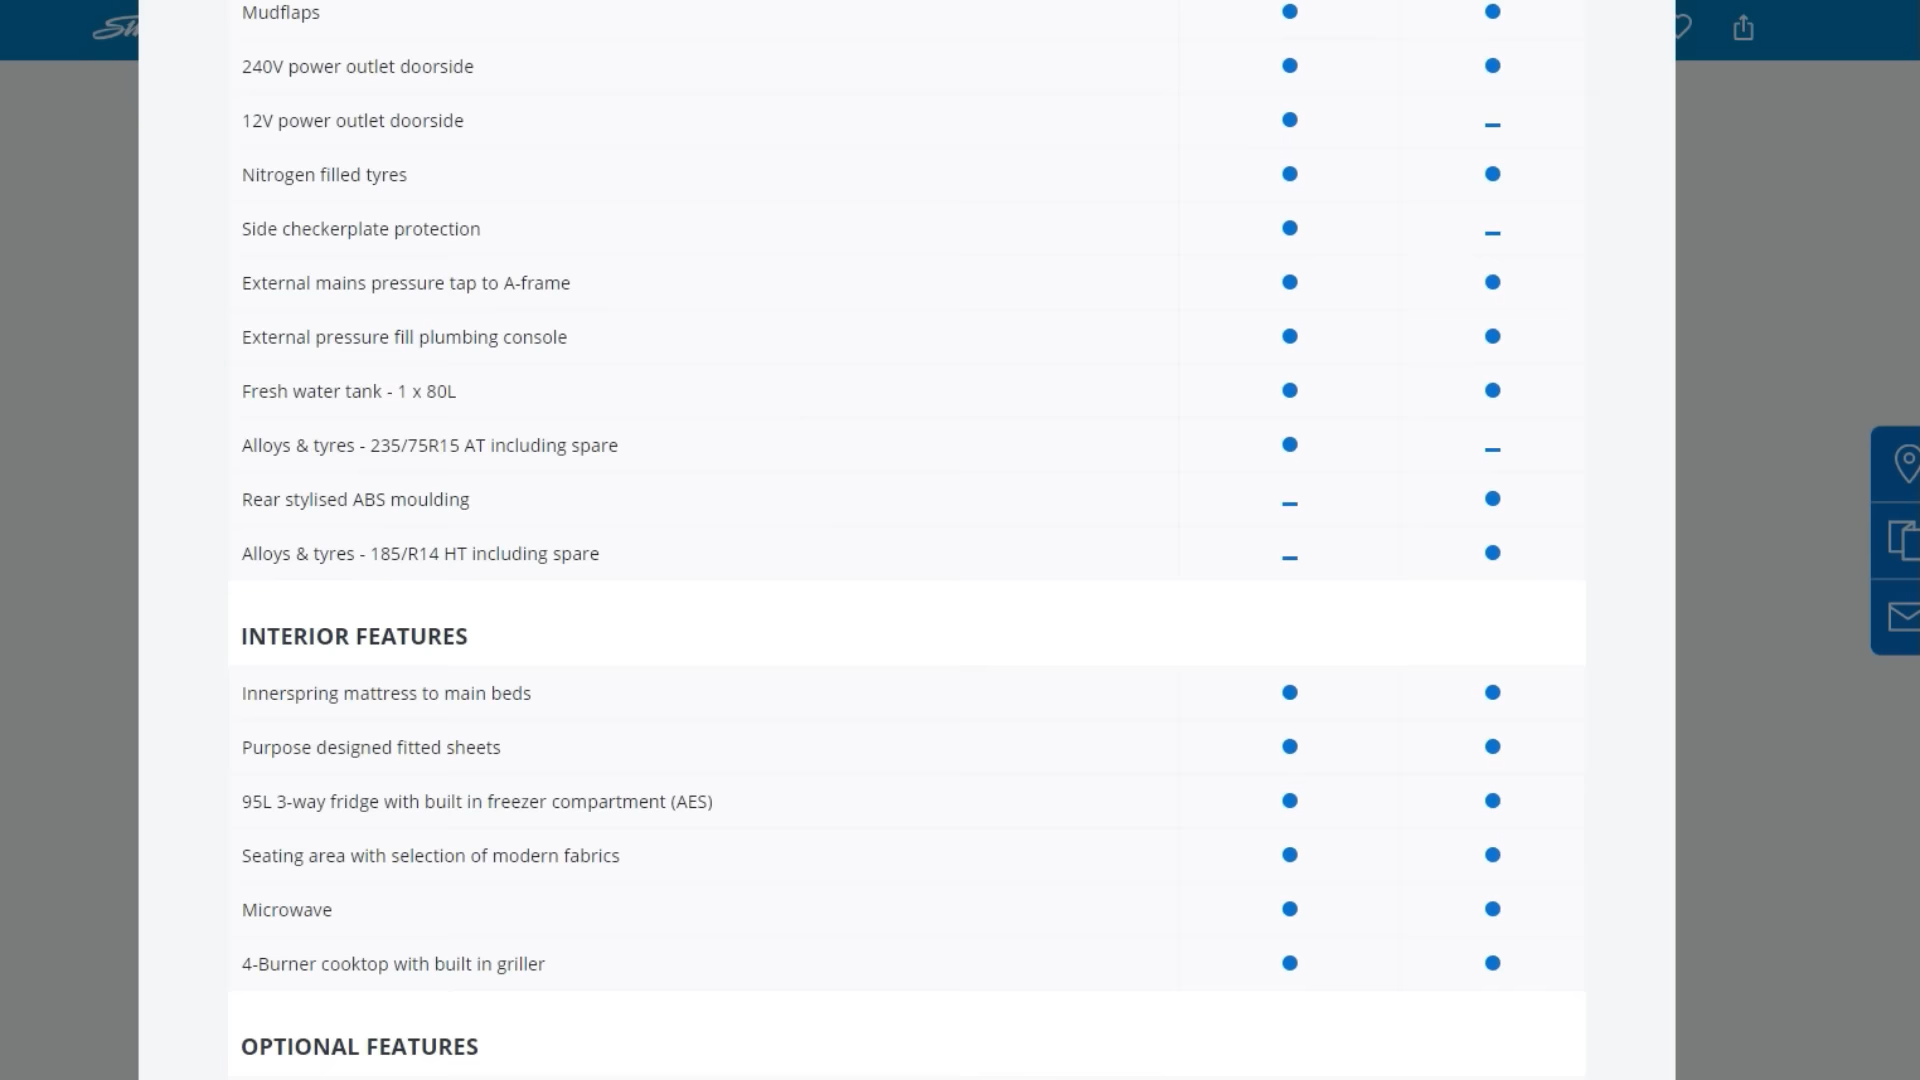 Mudflaps
240V power outlet doorside
12V power outlet doorside
Nitrogen filled tyres
Side checkerplate protection
External mains pressure tap to A-frame
External pressure fill plumbing console
Fresh water tank - 1 x 80L
Alloys & tyres - 235/75R15 AT including spare
Rear stylised ABS moulding
Alloys & tyres - 185/R14 HT including spare
INTERIOR FEATURES
Innerspring mattress to main beds
Purpose designed fitted sheets
95L 3-way fridge with built in freezer compartment (AES)
Seating area with selection of modern fabrics
Microwave
4-Burner cooktop with built in griller
OPTIONAL FEATURES